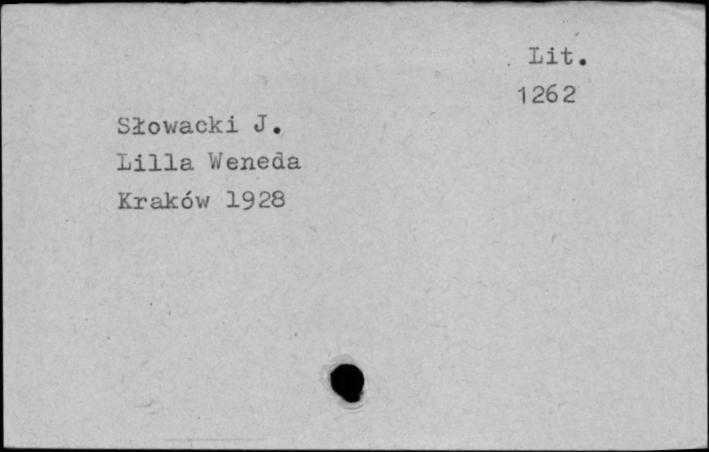 Lit.
1262
Słowacki J.
Lilla Weneda
Kraków 1928